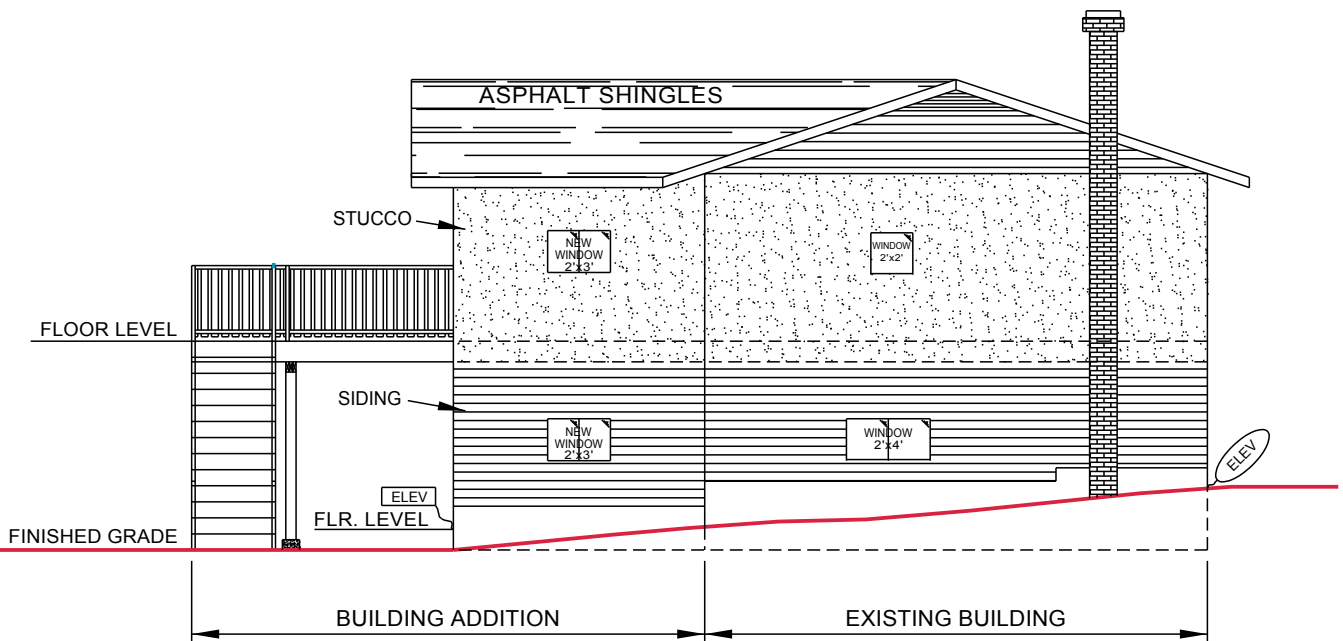 ASPHALT SHINGLES
STUCCO
NEW
WINDOW
2'x3'
WINDOW
2'x2'
FLOOR LEVEL
SIDING
NEW
WINDOW
2'x3'
WINDOW
2'x4'
ELEV
ELEV
FLR. LEVEL
FINISHED GRADE
BUILDING ADDITION
EXISTING BUILDING